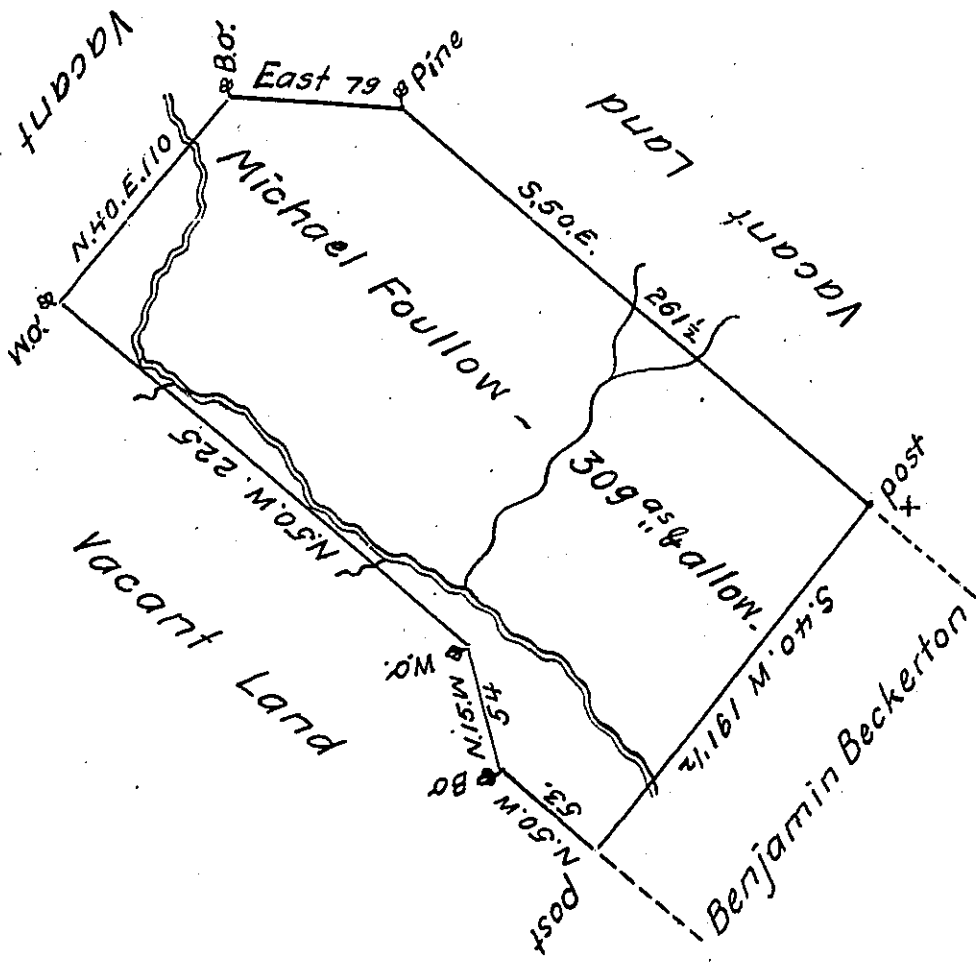 Vacant
B.O.
East 79
Pine
N.40.E.110
Vacant Land
Michael Foullow -
S.50.E.
261½
W.O.
N.50.W. 225
309 as & allow-
post
Vacant Land
W.O.
N.15.W
54
B.O
N.50.W
53.
S.40.W 191½
post
Benjamin Beckerton